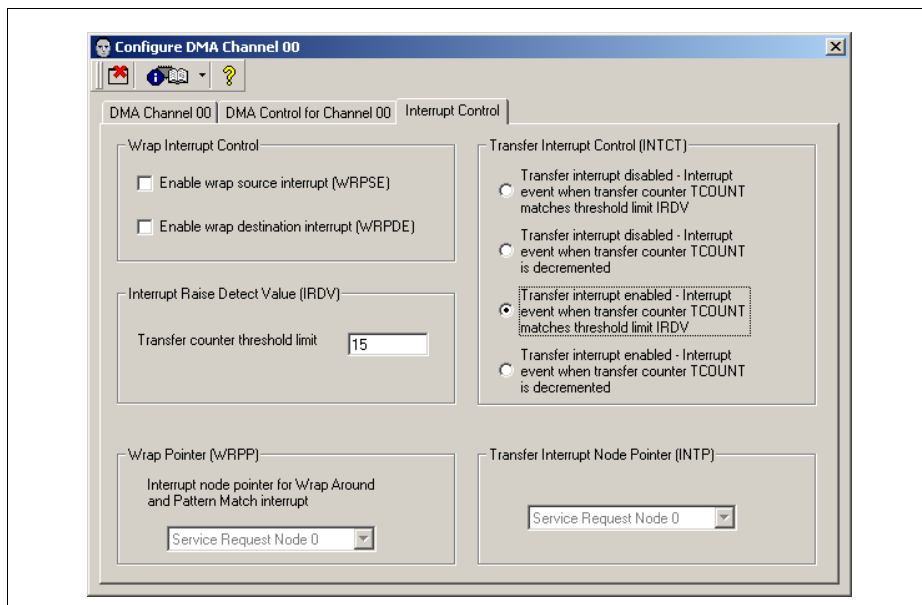 Configure DMA Channel 00
DMA Channel 00
DMA Control for Channel 00
Interrupt Control
Wrap Interrupt Control
Enable wrap source interrupt (WRPSE)
Enable wrap destination interrupt (WRPDE)
Interrupt Raise Detect Value (IRDV)
Transfer counter threshold limit
15
Wrap Pointer (WRPP)
Interrupt node pointer for Wrap Around
and Pattern Match interrupt
Service Request Node 0
Transfer Interrupt Control (INTCT)
Transfer interrupt disabled - Interrupt
event when transfer counter TCOUNT
matches threshold limit IRDV
Transfer interrupt disabled - Interrupt
event when transfer counter TCOUNT
is decremented
Transfer interrupt enabled - Interrupt
event when transfer counter TCOUNT
matches threshold limit IRDV
Transfer interrupt enabled - Interrupt
event when transfer counter TCOUNT
is decremented
Transfer Interrupt Node Pointer (INTP)
Service Request Node 0